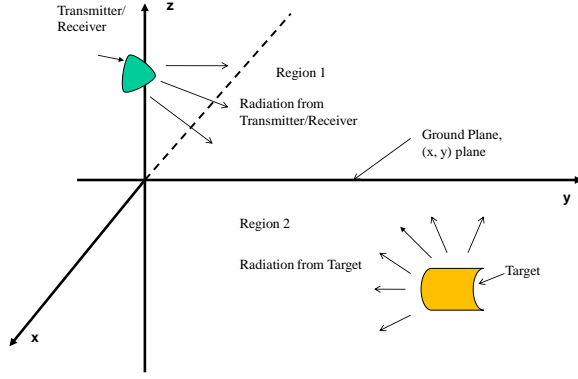 Transmitter/
Receiver
z
Region 1
Radiation from
Transmitter/Receiver
Ground Plane,
(x, y) plane
y
Region 2
Radiation from Target
Target
x